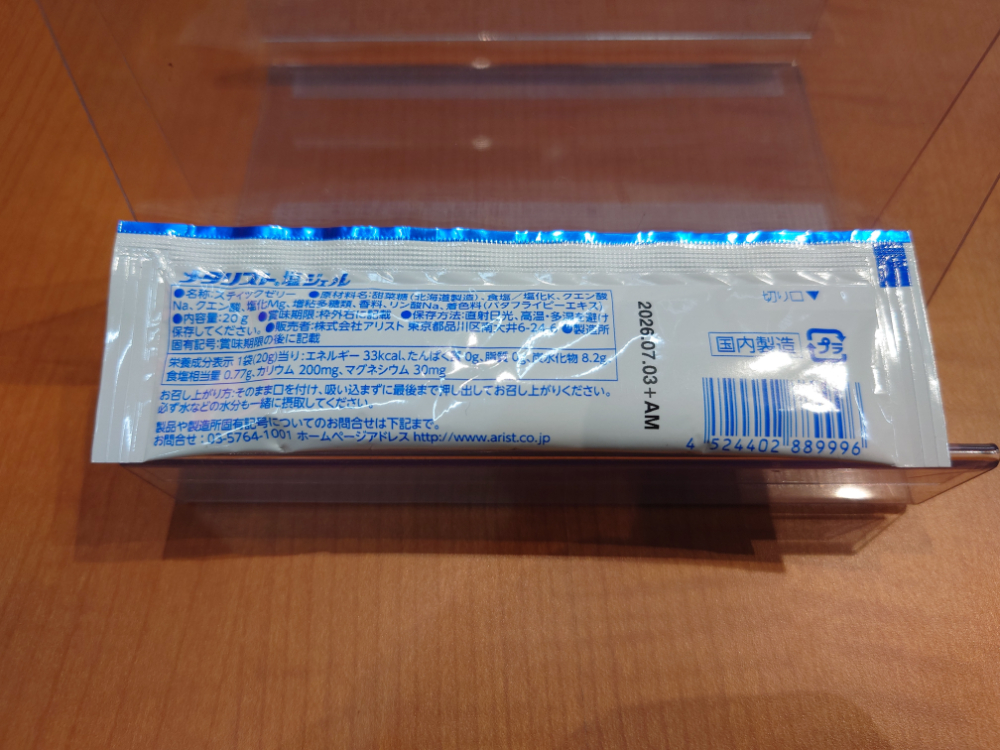 ナタリスト塩ジェル
●名称:スティックゼリー ●原材料名:甜菜糖(北海道製造)、食塩/塩化K、クエン酸
Na、クエン酸、塩化Mg、増粘多糖類、香料、リン酸Na、着色料(バタフライピーエキス)
●内容量:20g ●賞味期限:枠外右に記載 ●保存方法:直射日光、高温・多湿を避け
保存してください。●販売者:株式会社アリスト 東京都品川区南大井6-24-6 ●製造所
固有記号:賞味期限の後に記載
栄養成分表示 1袋(20g)当り:エネルギー 33kcal、たんぱく質 0g、脂質 0g、炭水化物 8.2g
食塩相当量 0.77g、カリウム 200mg、マグネシウム 30mg
お召し上がり方:そのまま口を付け、吸い込まずに最後まで押し出してお召し上がりください。
必ず水などの水分も一緒に摂取してください。
製品や製造所固有記号についてのお問合せは下記まで。
お問合せ:03-5764-1001 ホームページアドレス http://www.arist.co.jp
2026.07.03+AM
切り口▼
国内製造
プラ
4 524402 889996